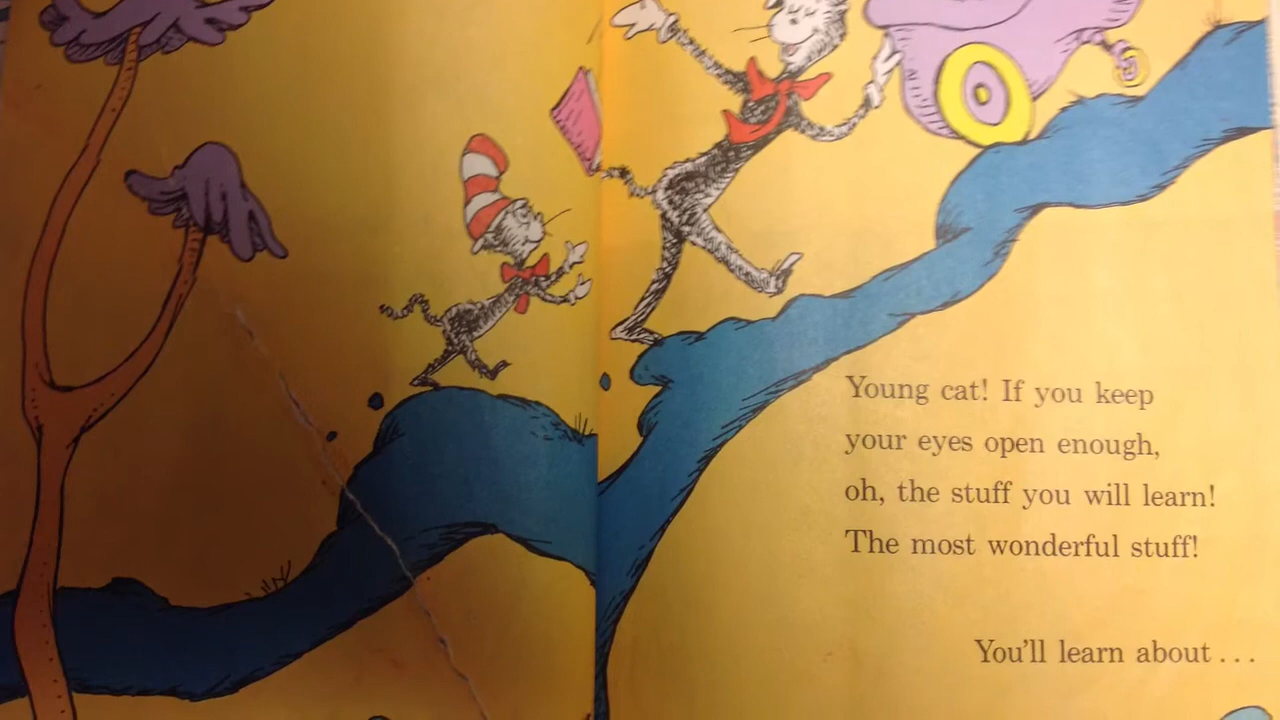 Young cat! If you keep
your eyes open enough,
oh, the stuff you will learn!
The most wonderful stuff!
You'll learn about...